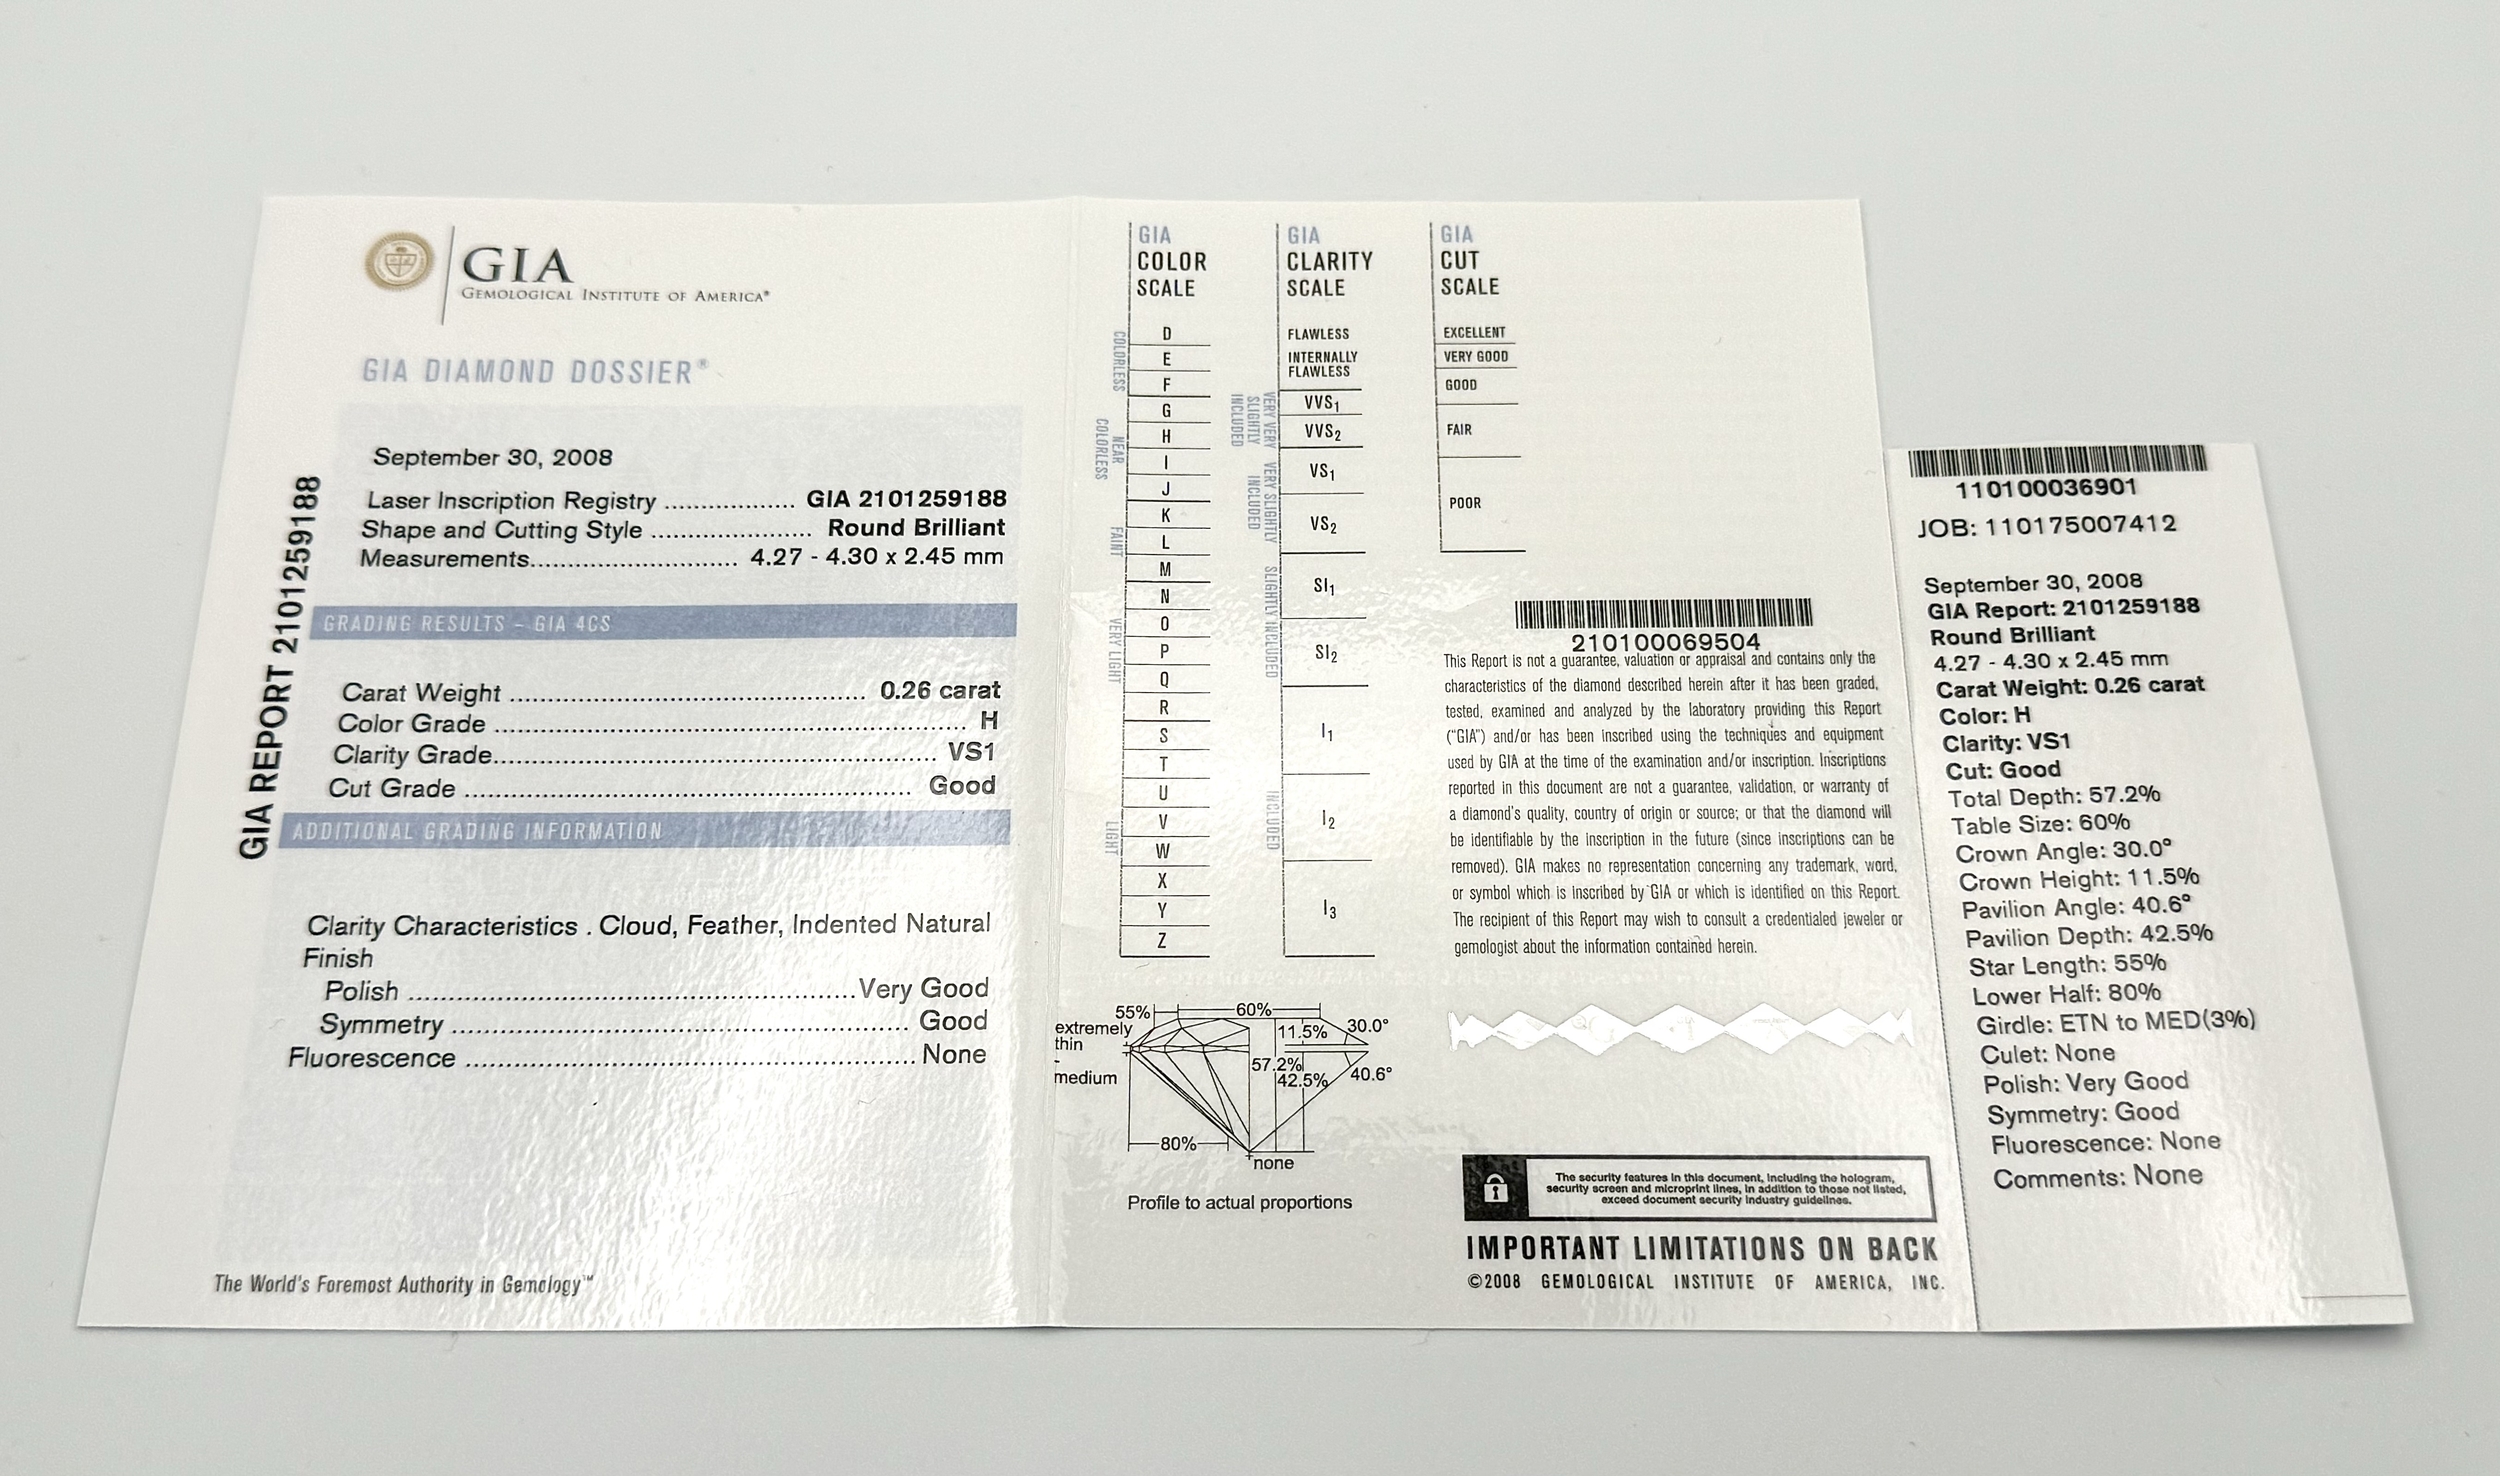 GIA
GEMOLOGICAL INSTITUTE OF AMERICA®
GIA DIAMOND DOSSIER®
GIA REPORT 2101259188
September 30, 2008
Laser Inscription Registry .................. GIA 2101259188
Shape and Cutting Style ...................... Round Brilliant
Measurements............................ 4.27 - 4.30 x 2.45 mm
GRADING RESULTS – GIA 4CS
Carat Weight ................................................ 0.26 carat
Color Grade ................................................................ H
Clarity Grade............................................................ VS1
Cut Grade ............................................................ Good
ADDITIONAL GRADING INFORMATION
Clarity Characteristics . Cloud, Feather, Indented Natural
Finish
Polish ............................................................Very Good
Symmetry ............................................................ Good
Fluorescence ............................................................ None
The World's Foremost Authority in Gemology™
GIA
COLOR
SCALE
COLORLESS
D
E
F
NEAR
COLORLESS
G
H
I
J
FAINT
K
L
M
VERY LIGHT
N
O
P
Q
R
LIGHT
S
T
U
V
W
X
Y
Z
GIA
CLARITY
SCALE
FLAWLESS
INTERNALLY
FLAWLESS
VERY VERY
SLIGHTLY
INCLUDED
VVS1
VVS2
VERY SLIGHTLY
INCLUDED
VS1
VS2
SLIGHTLY INCLUDED
SI1
SI2
INCLUDED
I1
I2
I3
GIA
CUT
SCALE
EXCELLENT
VERY GOOD
GOOD
FAIR
POOR
55%
60%
extremely
thin
-
medium
11.5%
30.0°
57.2%
42.5%
40.6°
80%
none
Profile to actual proportions
210100069504
This Report is not a guarantee, valuation or appraisal and contains only the
characteristics of the diamond described herein after it has been graded,
tested, examined and analyzed by the laboratory providing this Report
("GIA") and/or has been inscribed using the techniques and equipment
used by GIA at the time of the examination and/or inscription. Inscriptions
reported in this document are not a guarantee, validation, or warranty of
a diamond's quality, country of origin or source; or that the diamond will
be identifiable by the inscription in the future (since inscriptions can be
removed). GIA makes no representation concerning any trademark, word,
or symbol which is inscribed by GIA or which is identified on this Report.
The recipient of this Report may wish to consult a credentialed jeweler or
gemologist about the information contained herein.
The security features in this document, including the hologram,
security screen and microprint lines, in addition to those not listed,
exceed document security industry guidelines.
IMPORTANT LIMITATIONS ON BACK
©2008 GEMOLOGICAL INSTITUTE OF AMERICA, INC.
110100036901
JOB: 110175007412
September 30, 2008
GIA Report: 2101259188
Round Brilliant
4.27 - 4.30 x 2.45 mm
Carat Weight: 0.26 carat
Color: H
Clarity: VS1
Cut: Good
Total Depth: 57.2%
Table Size: 60%
Crown Angle: 30.0°
Crown Height: 11.5%
Pavilion Angle: 40.6°
Pavilion Depth: 42.5%
Star Length: 55%
Lower Half: 80%
Girdle: ETN to MED(3%)
Culet: None
Polish: Very Good
Symmetry: Good
Fluorescence: None
Comments: None